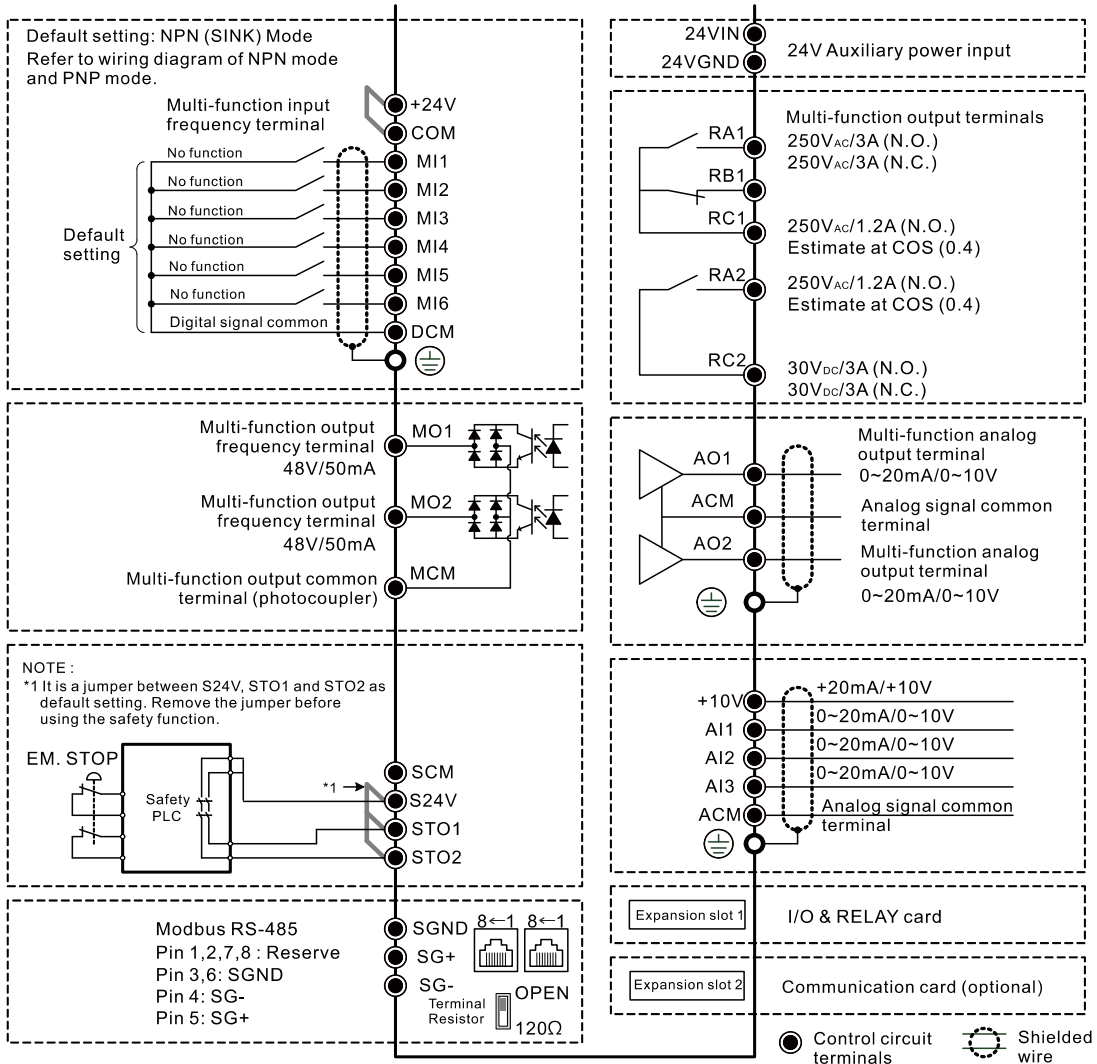 Default setting: NPN (SINK) Mode
Refer to wiring diagram of NPN mode
and PNP mode.
Multi-function input
frequency terminal
+24V
COM
No function
MI1
No function
MI2
No function
MI3
No function
MI4
No function
MI5
No function
MI6
Digital signal common
DCM
Default
setting
Multi-function output
frequency terminal
48V/50mA
MO1
Multi-function output
frequency terminal
48V/50mA
MO2
Multi-function output common
terminal (photocoupler)
MCM
NOTE :
*1 It is a jumper between S24V, STO1 and STO2 as
default setting. Remove the jumper before
using the safety function.
EM. STOP
Safety
PLC
*1
SCM
S24V
STO1
STO2
Modbus RS-485
Pin 1,2,7,8 : Reserve
Pin 3,6: SGND
Pin 4: SG-
Pin 5: SG+
SGND
SG+
SG-
8←1
8←1
Terminal
Resistor
OPEN
120Ω
24VIN
24VGND
24V Auxiliary power input
Multi-function output terminals
RA1
250VAC/3A (N.O.)
250VAC/3A (N.C.)
RB1
RC1
250VAC/1.2A (N.O.)
Estimate at COS (0.4)
RA2
250VAC/1.2A (N.O.)
Estimate at COS (0.4)
RC2
30VDC/3A (N.O.)
30VDC/3A (N.C.)
AO1
Multi-function analog
output terminal
0~20mA/0~10V
ACM
Analog signal common
terminal
AO2
Multi-function analog
output terminal
0~20mA/0~10V
+10V
+20mA/+10V
AI1
0~20mA/0~10V
AI2
0~20mA/0~10V
AI3
0~20mA/0~10V
ACM
Analog signal common
terminal
Expansion slot 1
I/O & RELAY card
Expansion slot 2
Communication card (optional)
Control circuit
terminals
Shielded
wire